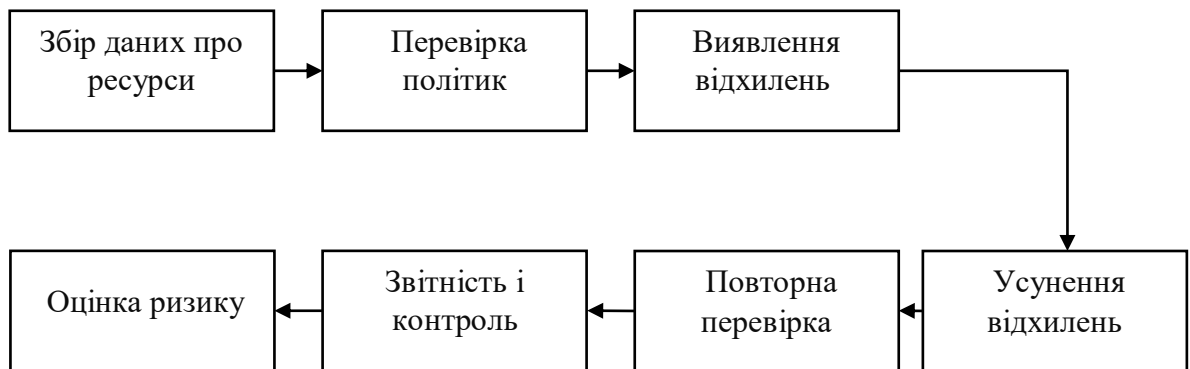 Збір даних про
ресурси
Перевірка
політик
Виявлення
відхилень
Оцінка ризику
Звітність і
контроль
Повторна
перевірка
Усунення
відхилень